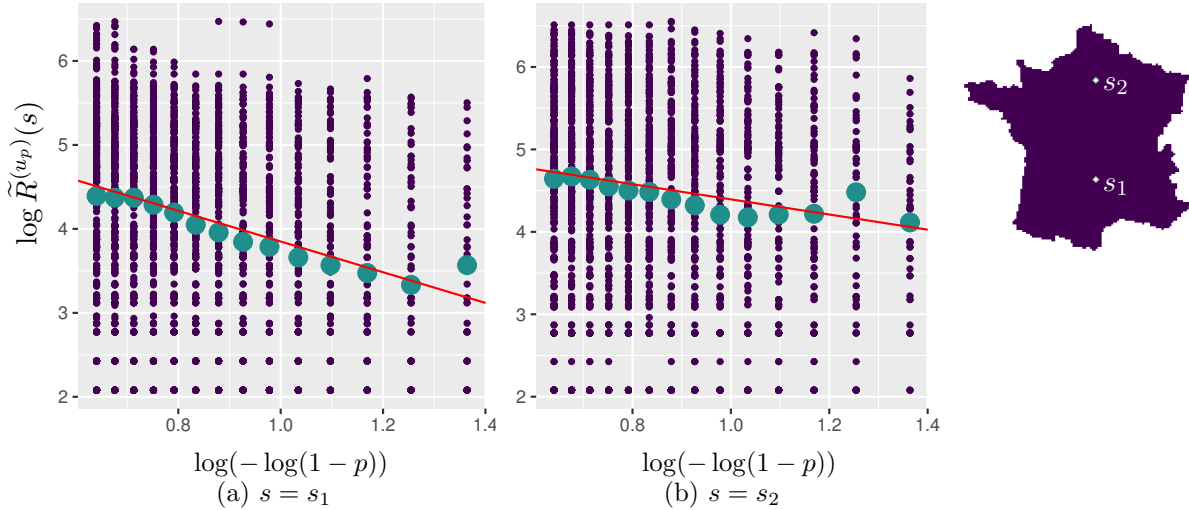 log R̃^(u_p)(s)
6
5
4
3
2
0.8 1.0 1.2 1.4
log(− log(1 − p))
(a) s = s₁
6
5
4
3
2
0.8 1.0 1.2 1.4
log(− log(1 − p))
(b) s = s₂
s₂
s₁